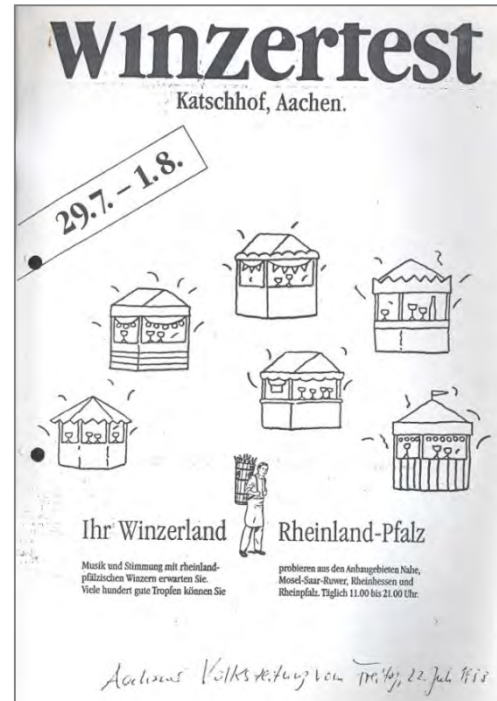 Winzerfest
Katschhof, Aachen.
29.7. – 1.8.
Ihr Winzerland Rheinland-Pfalz
Musik und Stimmung mit rheinland-
pfälzischen Winzern erwarten Sie.
Viele hundert gute Tropfen können Sie
probieren aus den Anbaugebieten Nahe,
Mosel-Saar-Ruwer, Rheinhessen und
Rheinpfalz. Täglich 11.00 bis 21.00 Uhr.
Aachener Volkszeitung vom Freitag, 22. Juli 1988